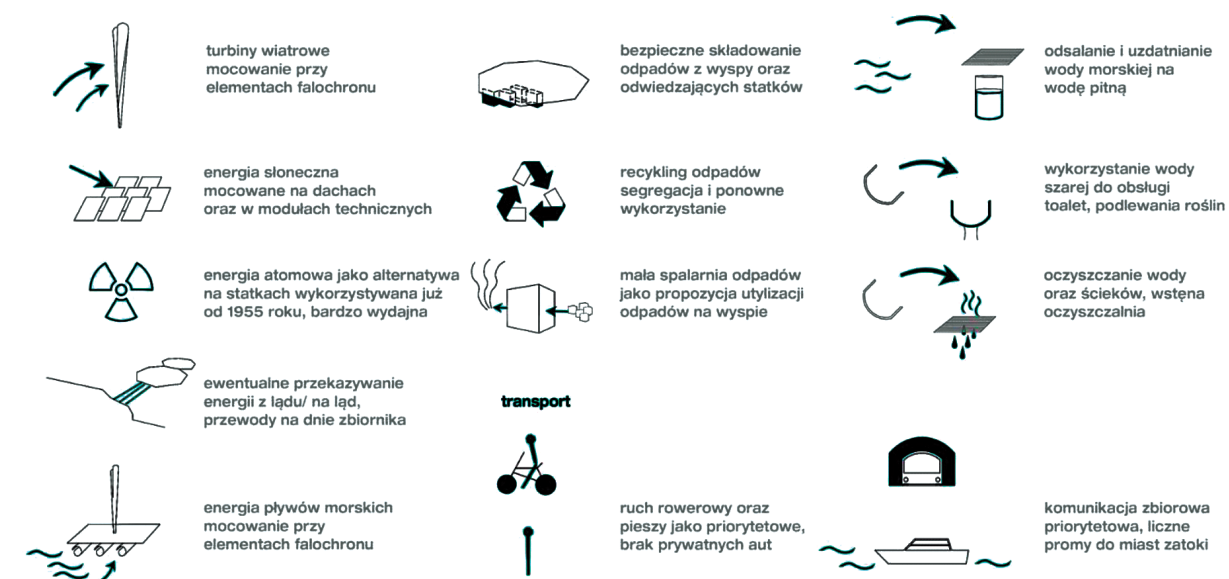 turbiny wiatrowe
mocowanie przy
elementach falochronu
energia słoneczna
mocowane na dachach
oraz w modułach technicznych
energia atomowa jako alternatywa
na statkach wykorzystywana już
od 1955 roku, bardzo wydajna
ewentualne przekazywanie
energii z lądu/ na ląd,
przewody na dnie zbiornika
energia pływów morskich
mocowanie przy
elementach falochronu
bezpieczne składowanie
odpadów z wyspy oraz
odwiedzających statków
recykling odpadów
segregacja i ponowne
wykorzystanie
mała spalarnia odpadów
jako propozycja utylizacji
odpadów na wyspie
transport
ruch rowerowy oraz
pieszy jako priorytetowe,
brak prywatnych aut
odsalanie i uzdatnianie
wody morskiej na
wodę pitną
wykorzystanie wody
szarej do obsługi
toalet, podlewania roślin
oczyszczanie wody
oraz ścieków, wstęna
oczyszczalnia
komunikacja zbiorowa
priorytetowa, liczne
promy do miast zatoki